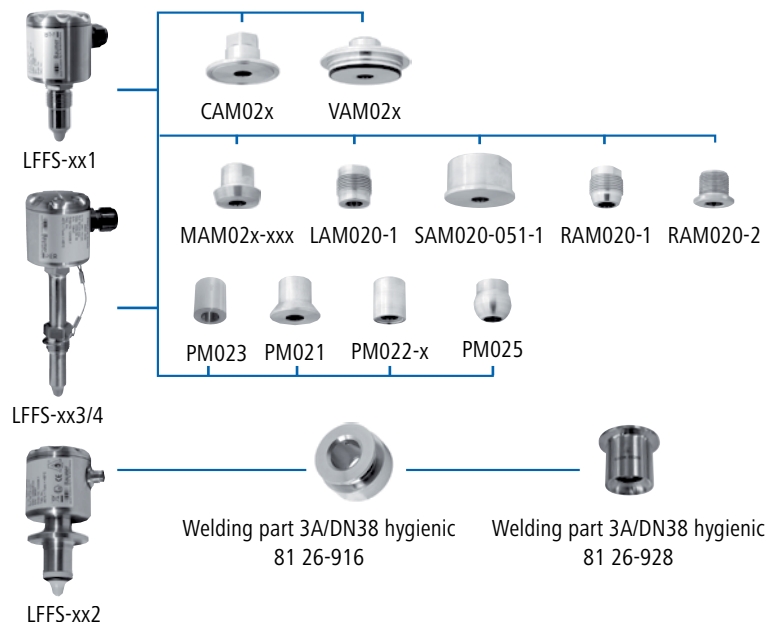 CAM02x
VAM02x
LFFS-xx1
MAM02x-xxx
LAM020-1
SAM020-051-1
RAM020-1
RAM020-2
PM023
PM021
PM022-x
PM025
LFFS-xx3/4
Welding part 3A/DN38 hygienic
81 26-916
Welding part 3A/DN38 hygienic
81 26-928
LFFS-xx2